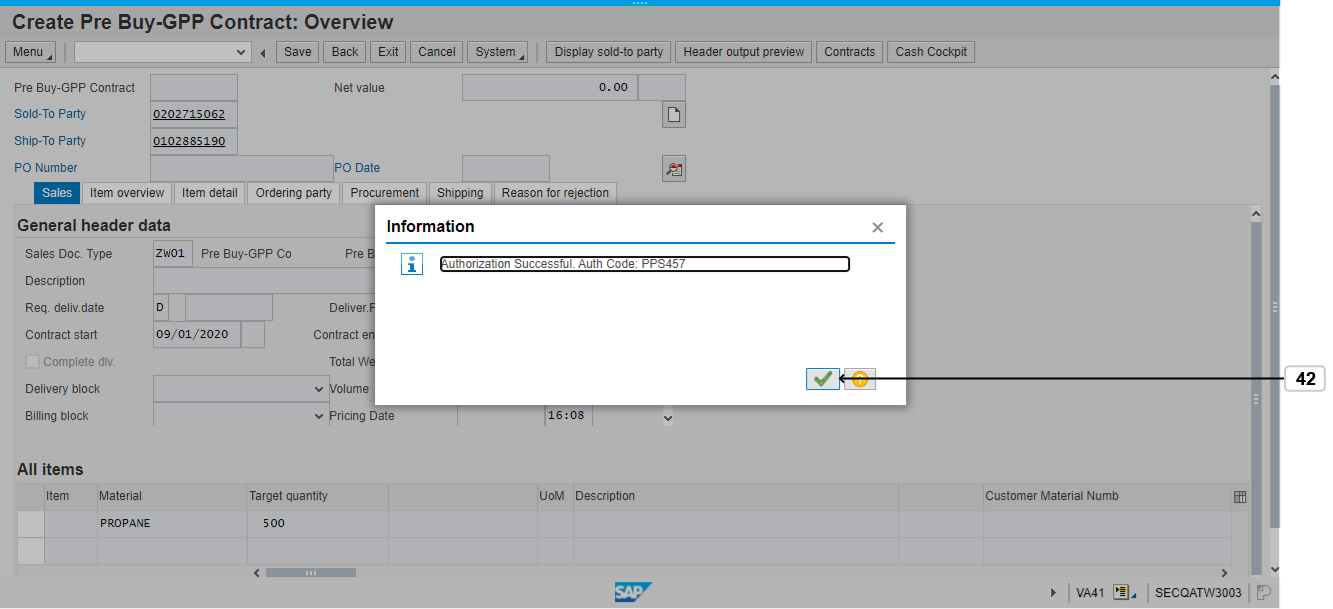 Create Pre Buy-GPP Contract: Overview
Menu Save Back Exit Cancel System Display sold-to party Header output preview Contracts Cash Cockpit
Pre Buy-GPP Contract Net value 0.00
Sold-To Party 0202715062
Ship-To Party 0102885190
PO Number PO Date
Sales Item overview Item detail Ordering party Procurement Shipping Reason for rejection
General header data
Sales Doc. Type ZW01 Pre Buy-GPP Co Pre B
Description
Req. deliv.date D Deliver.P
Contract start 09/01/2020 Contract en
Complete dlv. Total We
Delivery block Volume
Billing block Pricing Date 16:08
Information
Authorization Successful. Auth Code: PPS457
42
All items
Item Material Target quantity UoM Description Customer Material Numb
PROPANE 500
SAP VA41 SECQATW3003